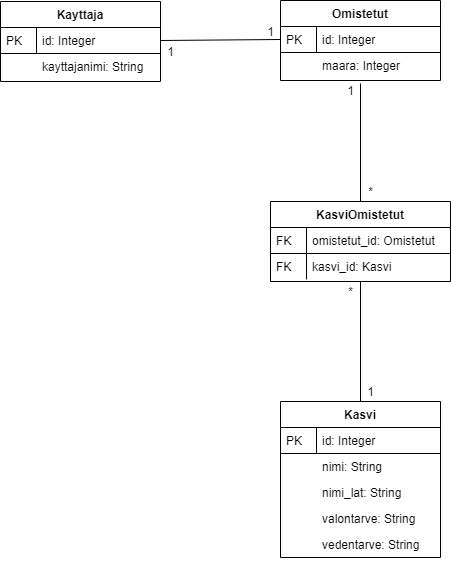 Kayttaja
PK id: Integer
kayttajanimi: String
1
1
Omistetut
PK id: Integer
maara: Integer
1
*
KasviOmistetut
FK omistetut_id: Omistetut
FK kasvi_id: Kasvi
*
1
Kasvi
PK id: Integer
nimi: String
nimi_lat: String
valontarve: String
vedentarve: String